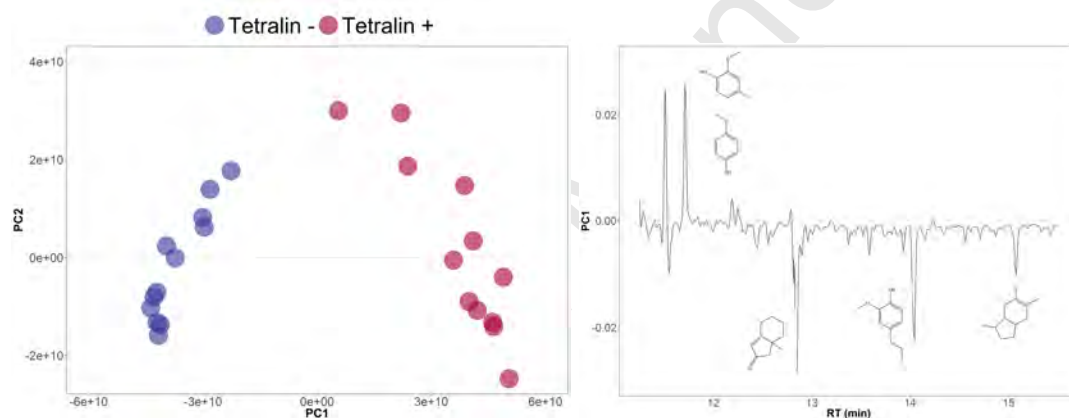 Tetralin - Tetralin +
4e+10
2e+10
0e+00
-2e+10
PC2
-6e+10 -3e+10 0e+00 3e+10 6e+10
PC1
0.02
0.00
-0.02
PC1
12 13 14 15
RT (min)